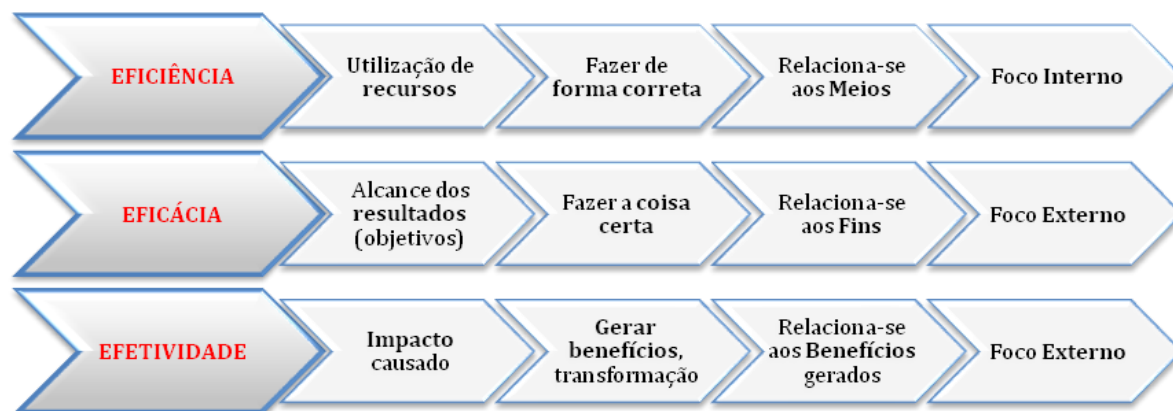 EFICIÊNCIA
Utilização de
recursos
Fazer de
forma correta
Relaciona-se
aos Meios
Foco Interno
EFICÁCIA
Alcance dos
resultados
(objetivos)
Fazer a coisa
certa
Relaciona-se
aos Fins
Foco Externo
EFETIVIDADE
Impacto
causado
Gerar
benefícios,
transformação
Relaciona-se
aos Benefícios
gerados
Foco Externo